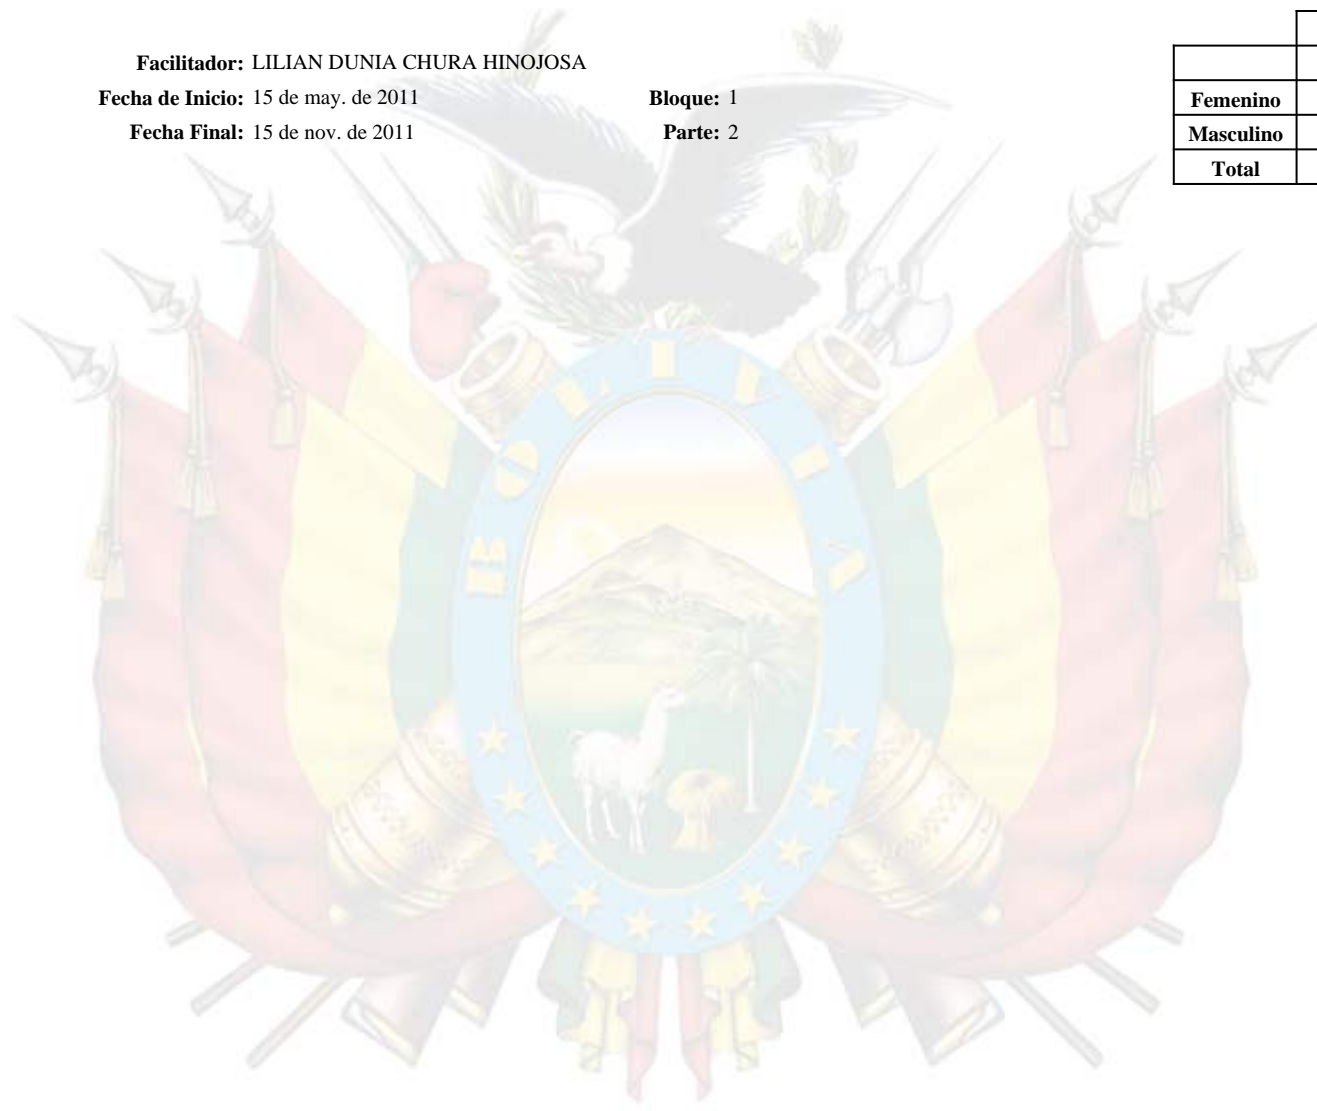 Facilitador: LILIAN DUNIA CHURA HINOJOSA
Fecha de Inicio: 15 de may. de 2011 Bloque: 1
Fecha Final: 15 de nov. de 2011 Parte: 2
Femenino
Masculino
Total
BOLIVIA